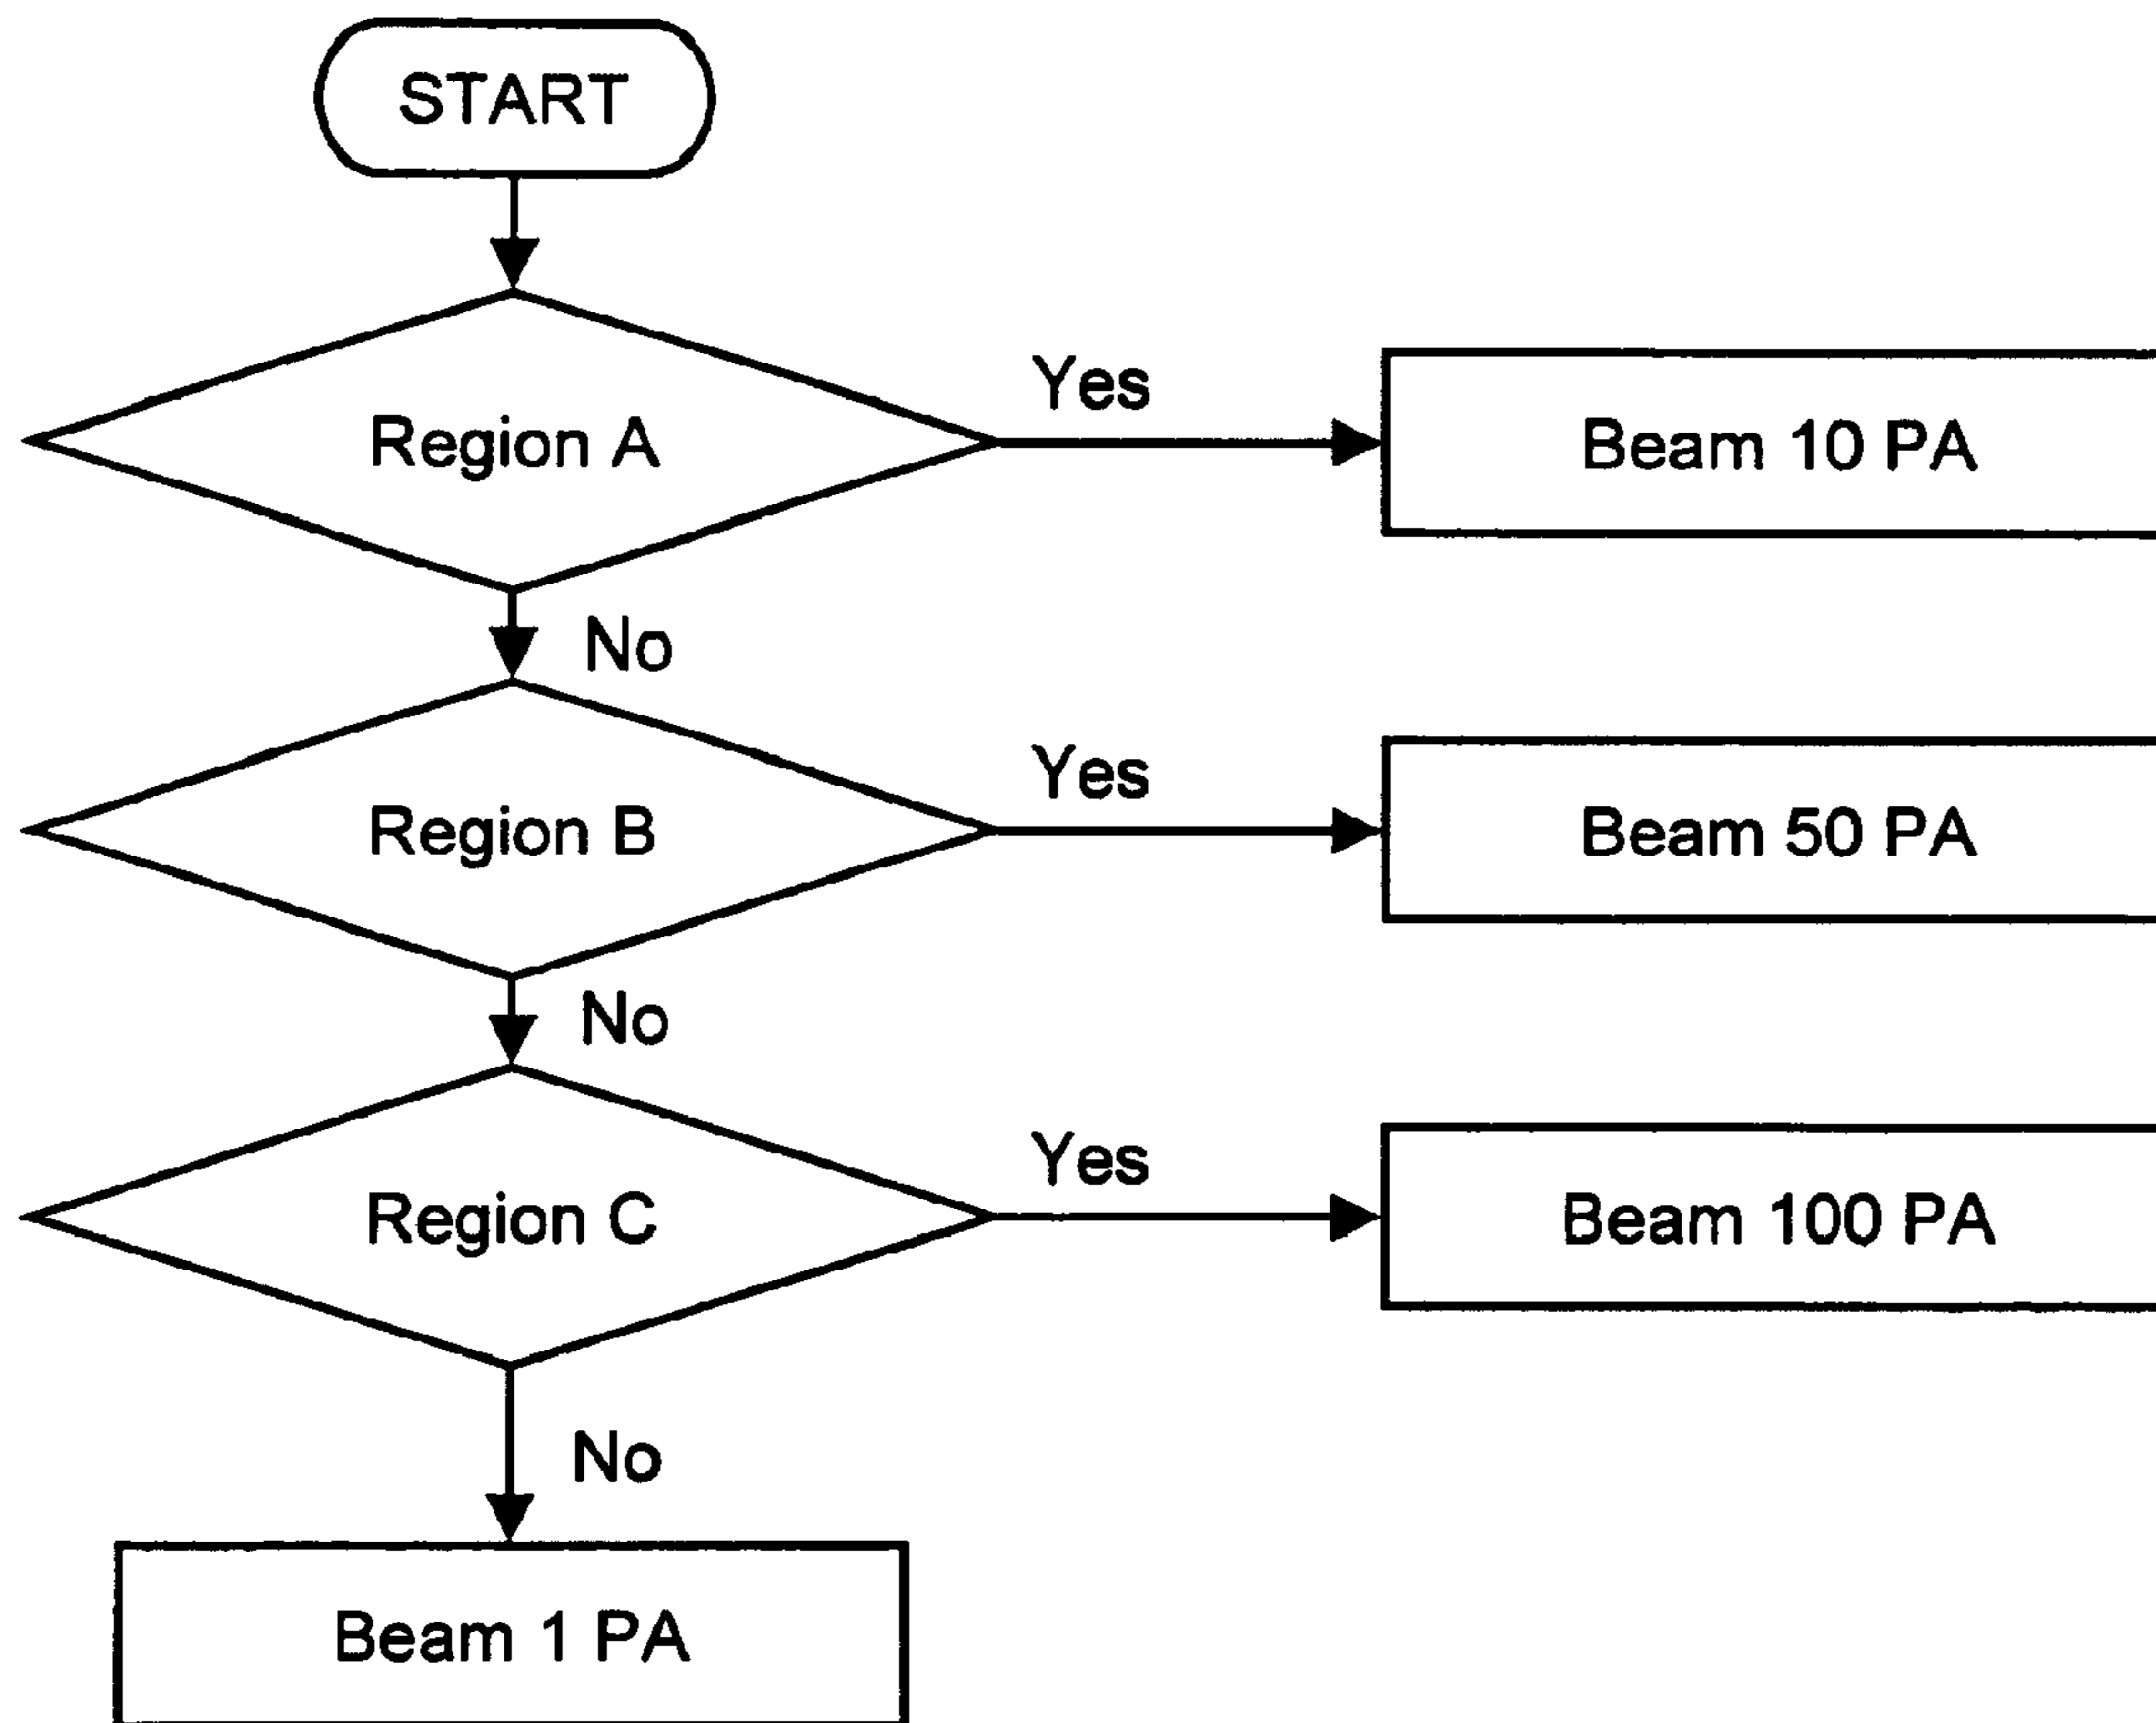 START
Region A
Yes
Beam 10 PA
No
Region B
Yes
Beam 50 PA
No
Region C
Yes
Beam 100 PA
No
Beam 1 PA